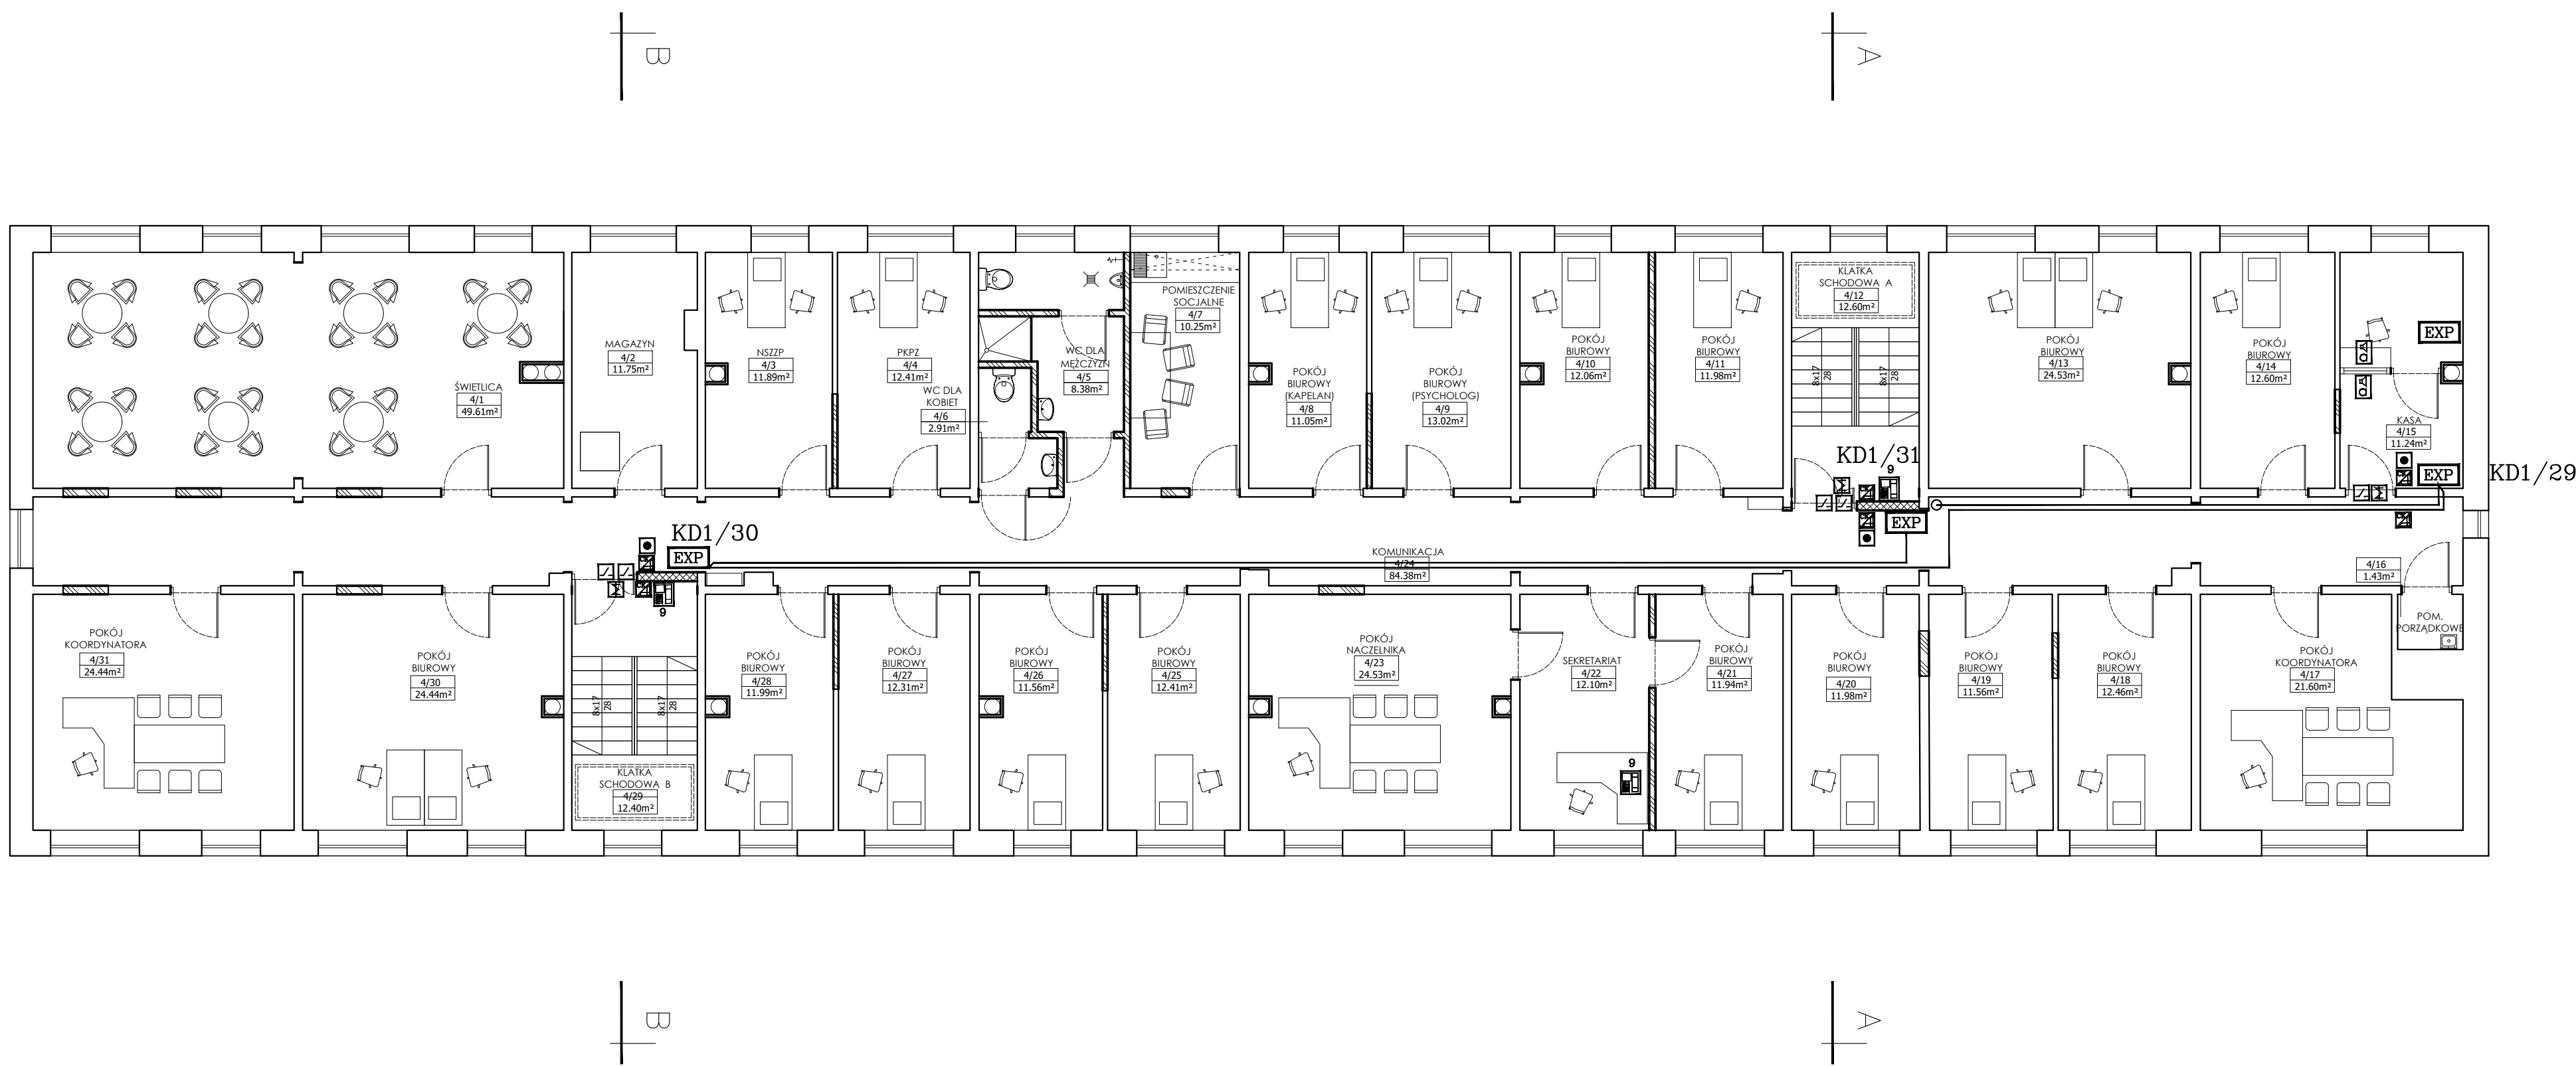 B
A
KLATKA
SCHODOWA A
4/12
12.60m²
POMIESZCZENIE
SOCJALNE
4/7
10.25m²
EXP
MAGAZYN
4/2
11.75m²
NSZZP
4/3
11.89m²
PKPZ
4/4
12.41m²
WC DLA
MĘŻCZYZN
4/5
8.38m²
POKÓJ
BIUROWY
4/10
12.06m²
POKÓJ
BIUROWY
4/11
11.98m²
POKÓJ
BIUROWY
4/13
24.53m²
POKÓJ
BIUROWY
4/14
12.60m²
ŚWIETLICA
4/1
49.61m²
WC DLA
KOBIET
4/6
2.91m²
POKÓJ
BIUROWY
(KAPELAN)
4/8
11.05m²
POKÓJ
BIUROWY
(PSYCHOLOG)
4/9
13.02m²
8x17
28
8x17
28
KASA
4/15
11.24m²
KD1/31
9
EXP
KD1/29
EXP
KD1/30
EXP
KOMUNIKACJA
4/24
84.38m²
4/16
1.43m²
9
POM.
PORZĄDKOWE
POKÓJ
KOORDYNATORA
4/31
24.44m²
POKÓJ
BIUROWY
4/30
24.44m²
8x17
28
8x17
28
POKÓJ
BIUROWY
4/28
11.99m²
POKÓJ
BIUROWY
4/27
12.31m²
POKÓJ
BIUROWY
4/26
11.56m²
POKÓJ
BIUROWY
4/25
12.41m²
POKÓJ
NACZELNIKA
4/23
24.53m²
SEKRETARIAT
4/22
12.10m²
POKÓJ
BIUROWY
4/21
11.94m²
POKÓJ
BIUROWY
4/20
11.98m²
POKÓJ
BIUROWY
4/19
11.56m²
POKÓJ
BIUROWY
4/18
12.46m²
POKÓJ
KOORDYNATORA
4/17
21.60m²
KLATKA
SCHODOWA B
4/29
12.40m²
9
B
A